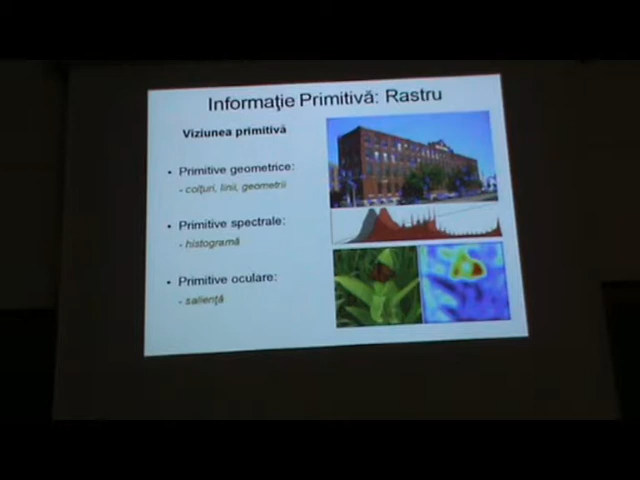 Informaţie Primitivă: Rastru
Viziunea primitivă
• Primitive geometrice:
- colţuri, linii, geometrii
• Primitive spectrale:
- histogramă
• Primitive oculare:
- salienţă